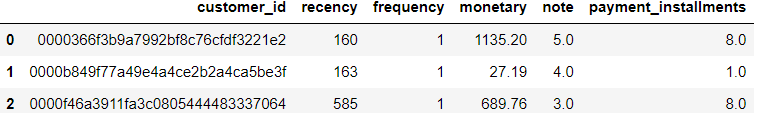 customer_id recency frequency monetary note payment_installments
0 0000366f3b9a7992bf8c76cfdf3221e2 160 1 1135.20 5.0 8.0
1 0000b849f77a49e4a4ce2b2a4ca5be3f 163 1 27.19 4.0 1.0
2 0000f46a3911fa3c0805444483337064 585 1 689.76 3.0 8.0